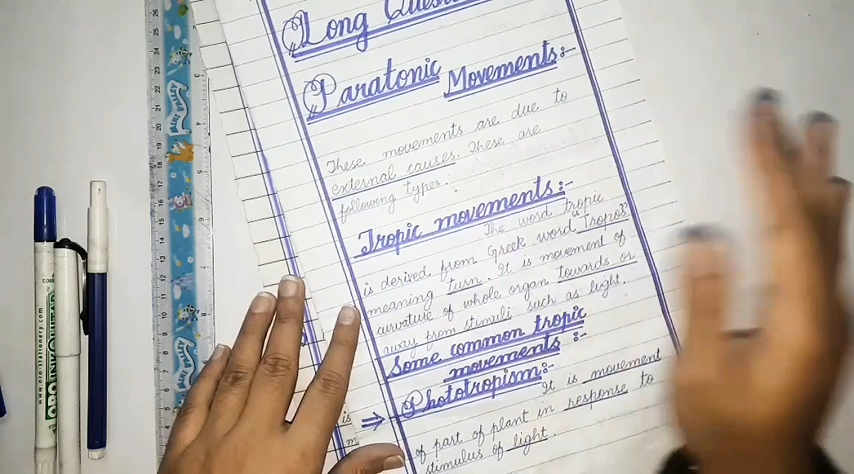 Long
Paratonic Movements:-
These movements are due to
external causes. These are
following types:
Tropic movements:-
The word tropic
is derived from Greek word "Tropos"
meaning turn. It is movement of
curvature of whole organ towards or
away from stimuli such as light.
Some common tropic
movements:-
Phototropism:-
It is movement
of part of plant in response to
stimulus of light.
is
m